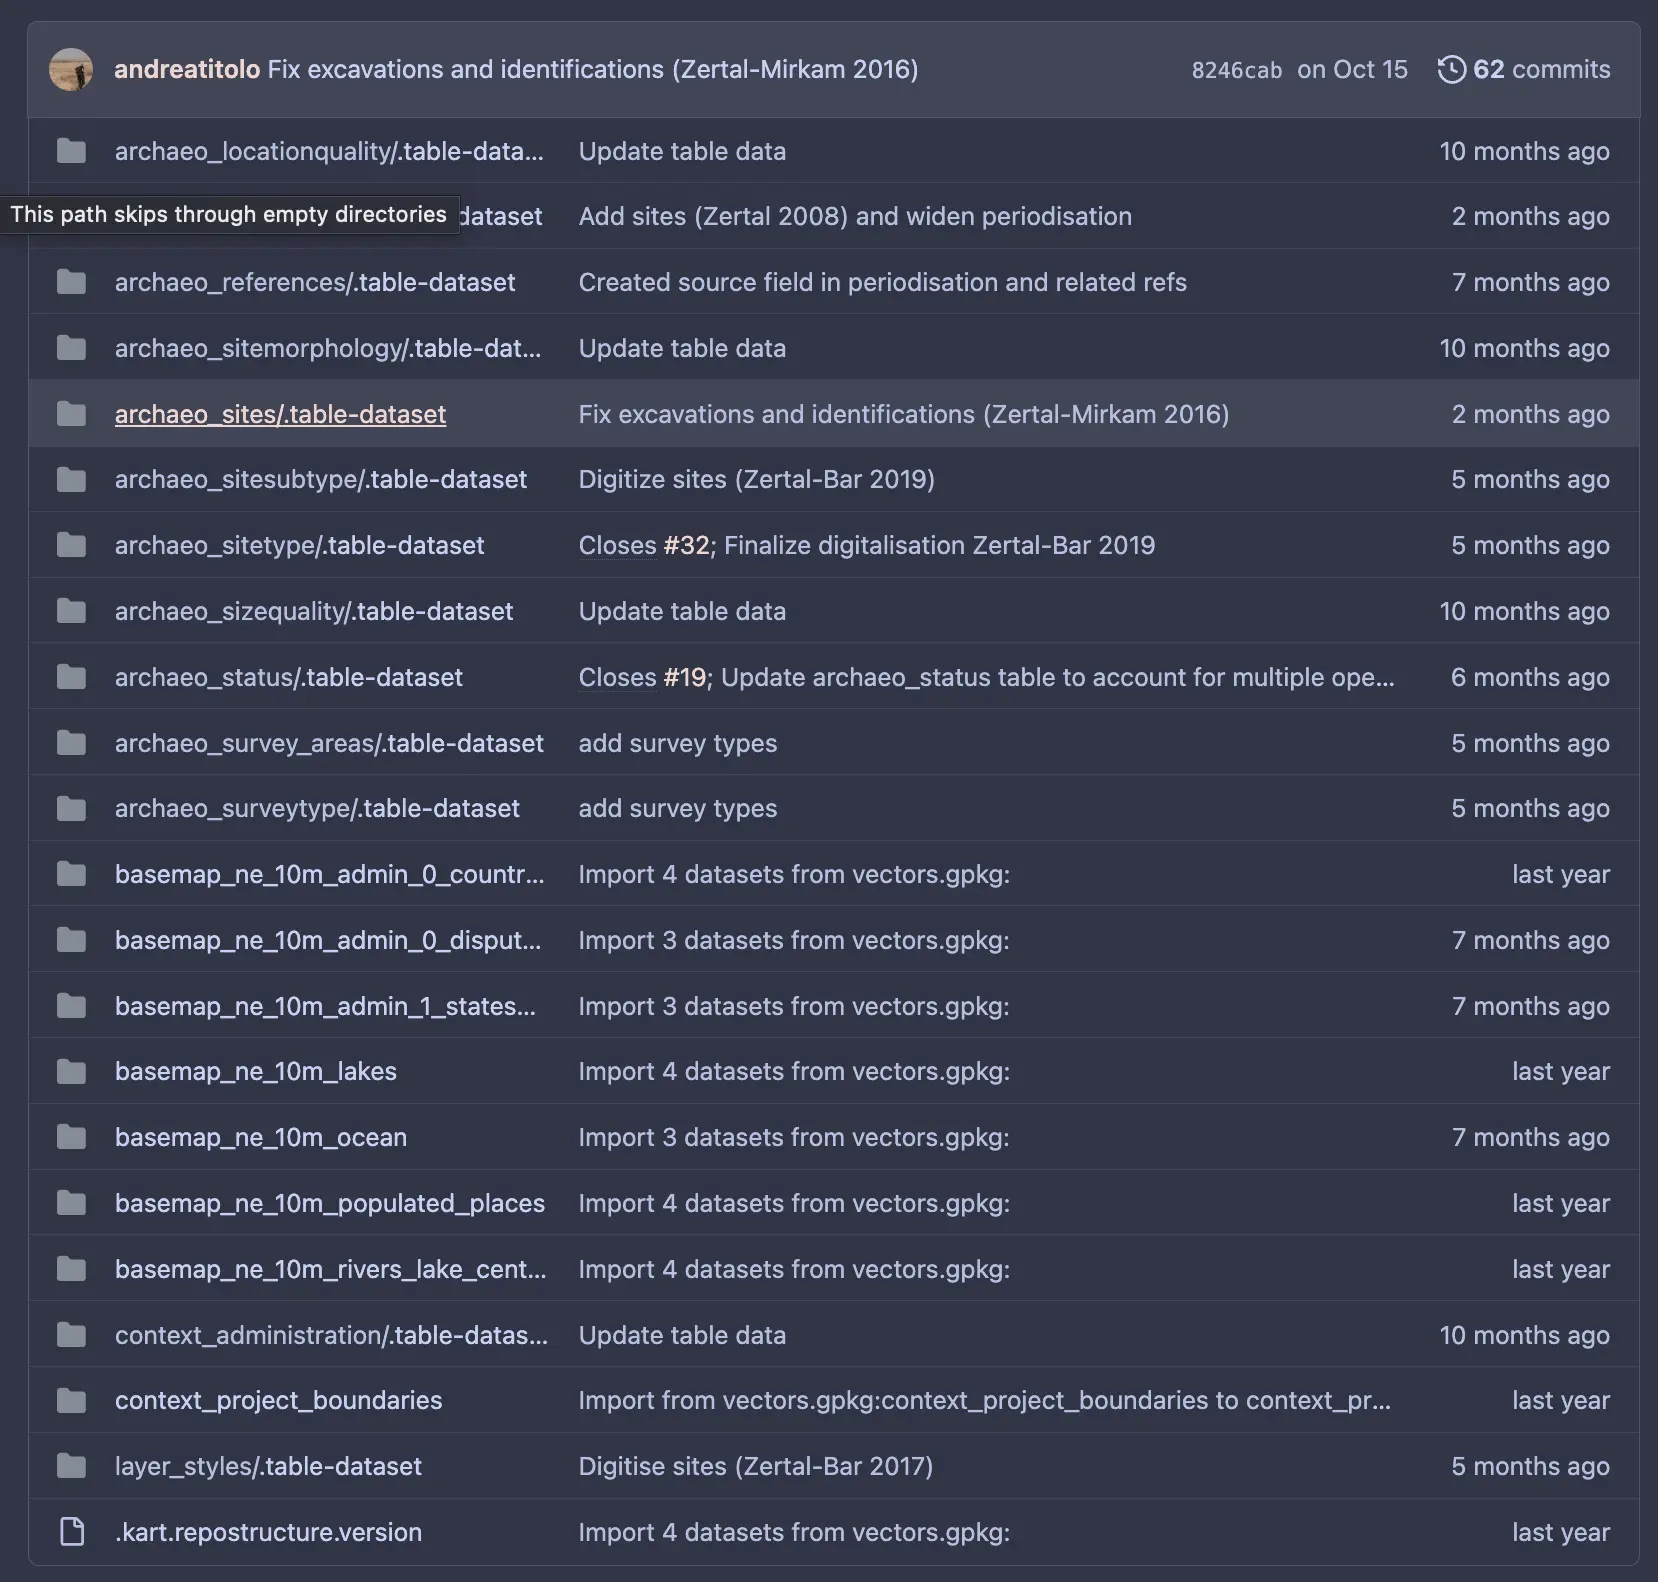 andreatitolo Fix excavations and identifications (Zertal-Mirkam 2016) 8246cab on Oct 15 62 commits
archaeo_locationquality/.table-data... Update table data 10 months ago
This path skips through empty directories dataset Add sites (Zertal 2008) and widen periodisation 2 months ago
archaeo_references/.table-dataset Created source field in periodisation and related refs 7 months ago
archaeo_sitemorphology/.table-dat... Update table data 10 months ago
archaeo_sites/.table-dataset Fix excavations and identifications (Zertal-Mirkam 2016) 2 months ago
archaeo_sitesubtype/.table-dataset Digitize sites (Zertal-Bar 2019) 5 months ago
archaeo_sitetype/.table-dataset Closes #32; Finalize digitalisation Zertal-Bar 2019 5 months ago
archaeo_sizequality/.table-dataset Update table data 10 months ago
archaeo_status/.table-dataset Closes #19; Update archaeo_status table to account for multiple ope... 6 months ago
archaeo_survey_areas/.table-dataset add survey types 5 months ago
archaeo_surveytype/.table-dataset add survey types 5 months ago
basemap_ne_10m_admin_0_countr... Import 4 datasets from vectors.gpkg: last year
basemap_ne_10m_admin_0_disput... Import 3 datasets from vectors.gpkg: 7 months ago
basemap_ne_10m_admin_1_states... Import 3 datasets from vectors.gpkg: 7 months ago
basemap_ne_10m_lakes Import 4 datasets from vectors.gpkg: last year
basemap_ne_10m_ocean Import 3 datasets from vectors.gpkg: 7 months ago
basemap_ne_10m_populated_places Import 4 datasets from vectors.gpkg: last year
basemap_ne_10m_rivers_lake_cent... Import 4 datasets from vectors.gpkg: last year
context_administration/.table-datas... Update table data 10 months ago
context_project_boundaries Import from vectors.gpkg:context_project_boundaries to context_pr... last year
layer_styles/.table-dataset Digitise sites (Zertal-Bar 2017) 5 months ago
.kart.repostructure.version Import 4 datasets from vectors.gpkg: last year